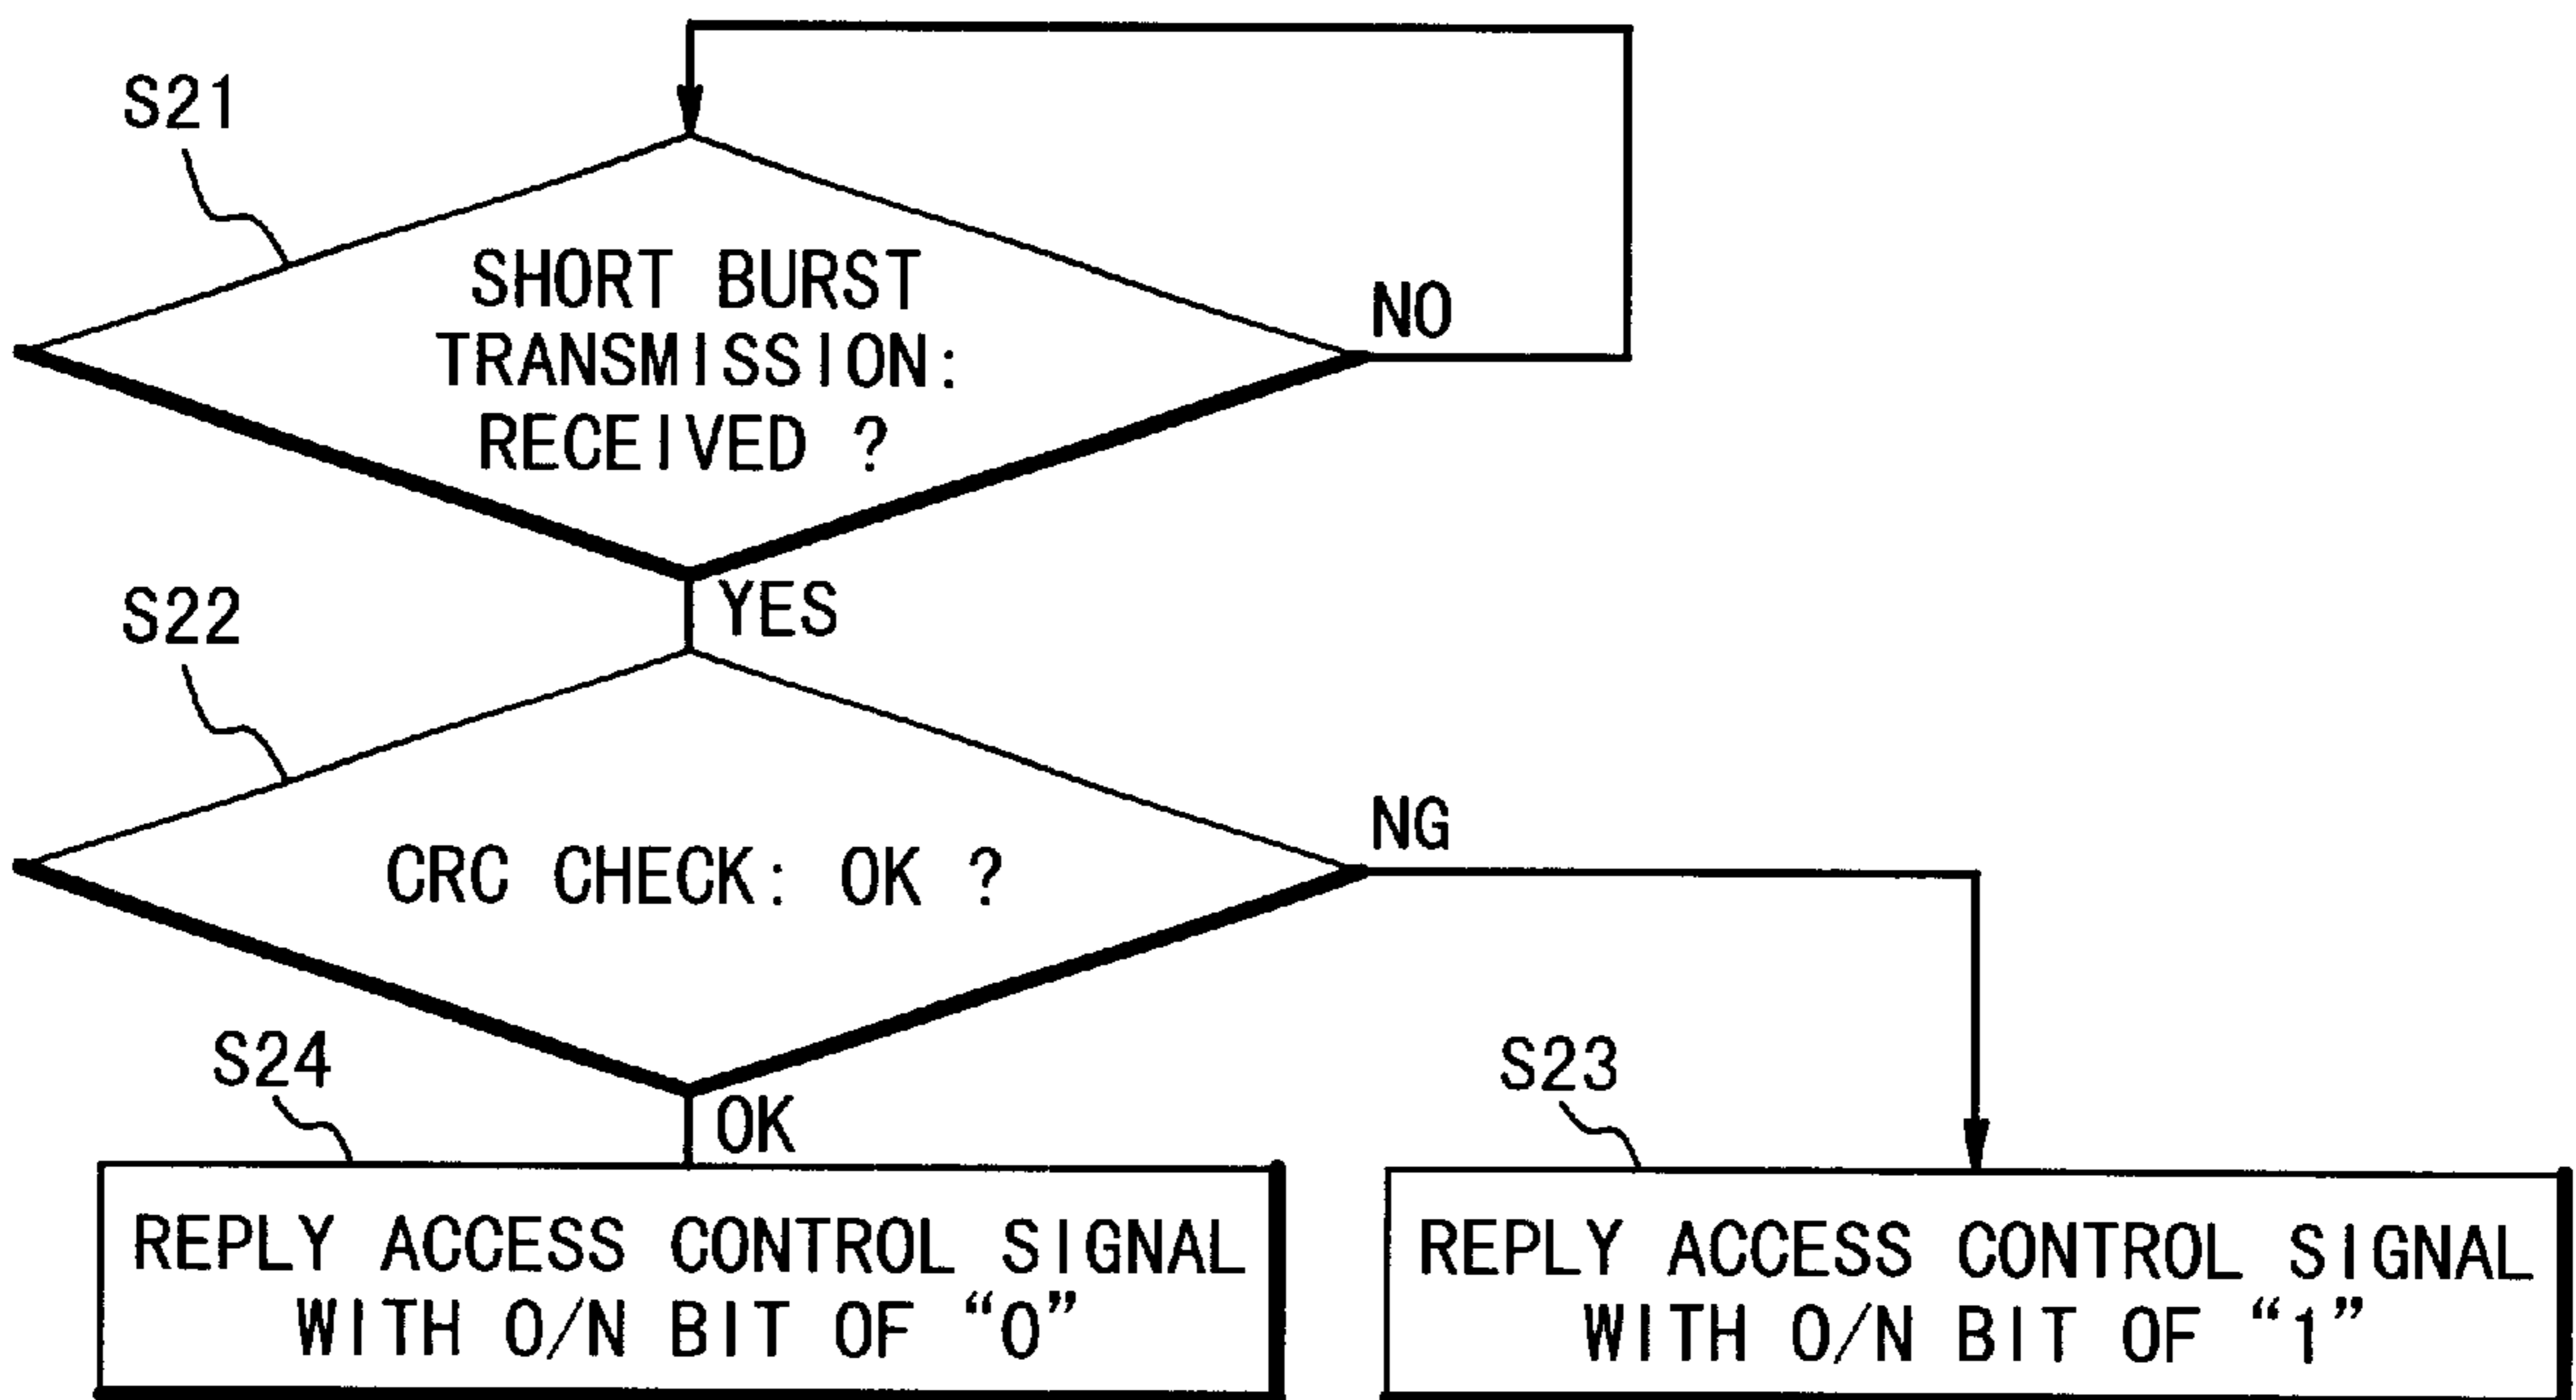 S21
SHORT BURST
TRANSMISSION:
RECEIVED ?
NO
YES
S22
CRC CHECK: OK ?
NG
OK
S24
REPLY ACCESS CONTROL SIGNAL
WITH O/N BIT OF “0”
S23
REPLY ACCESS CONTROL SIGNAL
WITH O/N BIT OF “1”